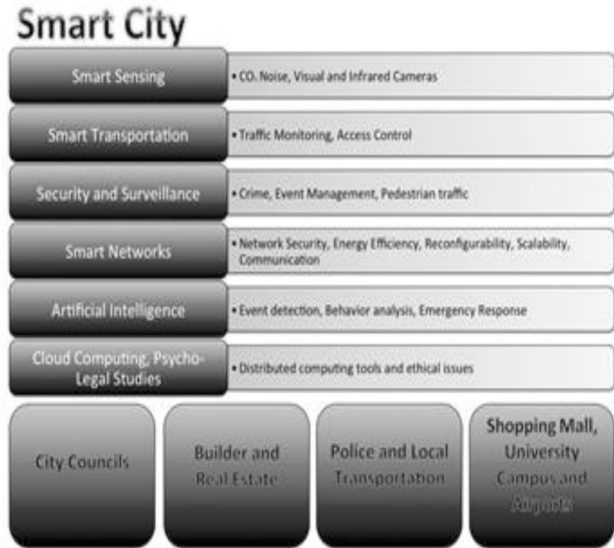 Smart City
Smart Sensing
• CO, Noise, Visual and Infrared Cameras
Smart Transportation
• Traffic Monitoring, Access Control
Security and Surveillance
• Crime, Event Management, Pedestrian traffic
Smart Networks
• Network Security, Energy Efficiency, Reconfigurability, Scalability,
Communication
Artificial Intelligence
• Event detection, Behavior analysis, Emergency Response
Cloud Computing, Psycho-
Legal Studies
• Distributed computing tools and ethical issues
City Councils
Builder and
Real Estate
Police and Local
Transportation
Shopping Mall,
University
Campus and
Airports